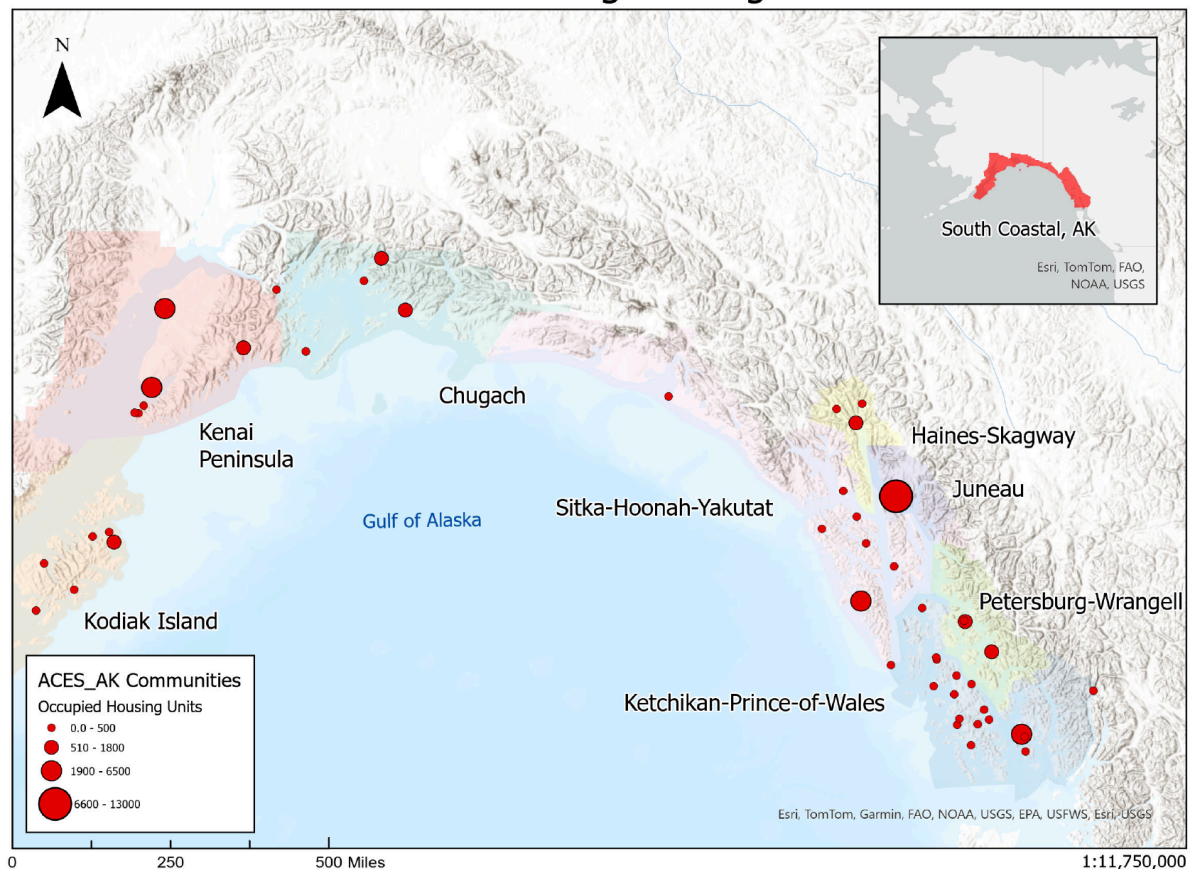 N
South Coastal, AK
Esri, TomTom, FAO,
NOAA, USGS
Chugach
Kenai
Peninsula
Haines-Skagway
Juneau
Sitka-Hoonah-Yakutat
Gulf of Alaska
Petersburg-Wrangell
Kodiak Island
Ketchikan-Prince-of-Wales
ACES_AK Communities
Occupied Housing Units
0.0 - 500
510 - 1800
1900 - 6500
6600 - 13000
Esri, TomTom, Garmin, FAO, NOAA, USGS, EPA, USFWS, Esri, USGS
0 250 500 Miles
1:11,750,000